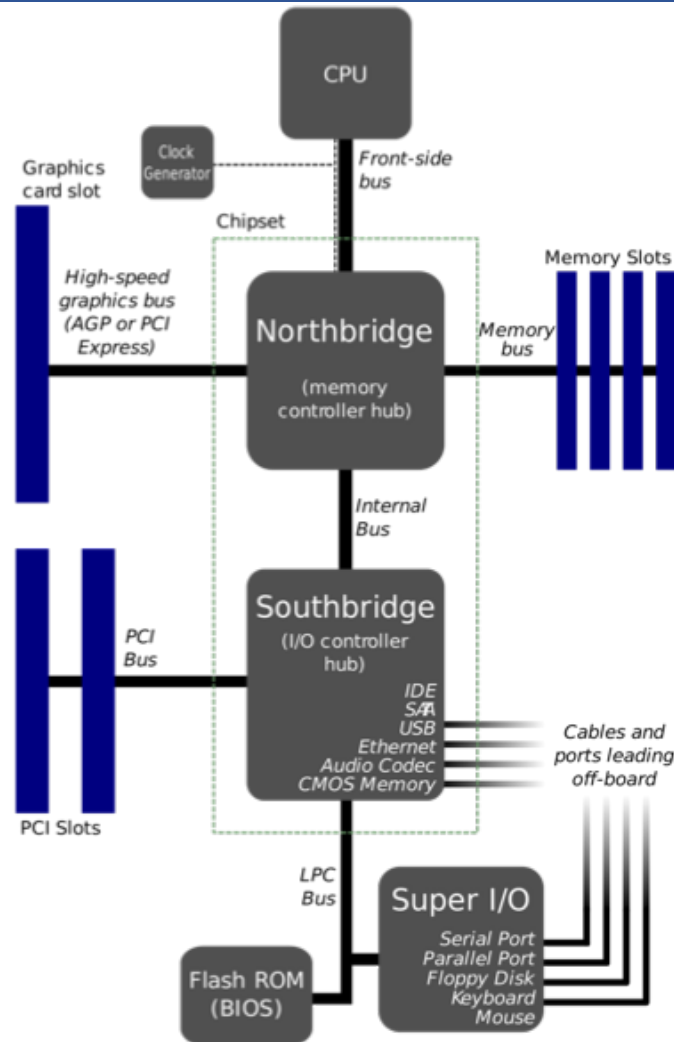 CPU
Clock
Generator
Front-side
bus
Graphics
card slot
Chipset
High-speed
graphics bus
(AGP or PCI
Express)
Northbridge
(memory
controller hub)
Memory Slots
Memory
bus
Internal
Bus
Southbridge
(I/O controller
hub)
PCI
Bus
IDE
SATA
USB
Ethernet
Audio Codec
CMOS Memory
Cables and
ports leading
off-board
PCI Slots
LPC
Bus
Super I/O
Serial Port
Parallel Port
Floppy Disk
Keyboard
Mouse
Flash ROM
(BIOS)